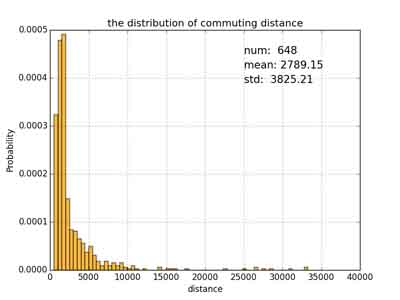 the distribution of commuting distance
0.0005
0.0004
0.0003
0.0002
0.0001
0.0000
Probability
num: 648
mean: 2789.15
std: 3825.21
0 5000 10000 15000 20000 25000 30000 35000 40000
distance